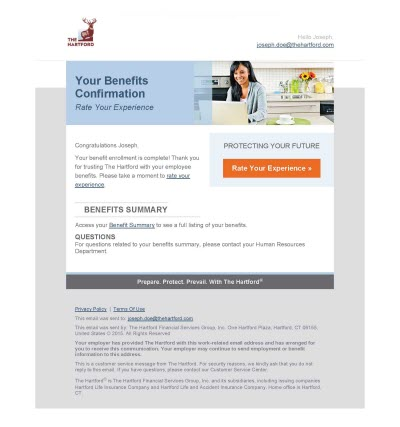 THE
HARTFORD
Hello Joseph,
joseph.doe@thehartford.com
Your Benefits
Confirmation
Rate Your Experience
Congratulations Joseph.
Your benefit enrollment is complete! Thank you
for trusting The Hartford with your employee
benefits. Please take a moment to rate your
experience.
PROTECTING YOUR FUTURE
Rate Your Experience »
BENEFITS SUMMARY
Access your Benefit Summary to see a full listing of your benefits.
QUESTIONS
For questions related to your benefits summary, please contact your Human Resources
Department.
Prepare. Protect. Prevail. With The Hartford®
Privacy Policy | Terms Of Use
This email was sent to: joseph.doe@thehartford.com
This email was sent by: The Hartford Financial Services Group, Inc. One Hartford Plaza, Hartford, CT 06155,
United States © 2015. All Rights Reserved
Your employer has provided The Hartford with this work-related email address and has arranged for
you to receive this communication. Your employer may continue to send employment or benefit
information to this address.
This is a customer service message from The Hartford. For security reasons, we kindly ask that you do not
reply to this email. If you have questions, please contact our Customer Service Center.
The Hartford® is The Hartford Financial Services Group, Inc. and its subsidiaries, including issuing companies
Hartford Life Insurance Company and Hartford Life and Accident Insurance Company. Home office is Hartford,
CT.